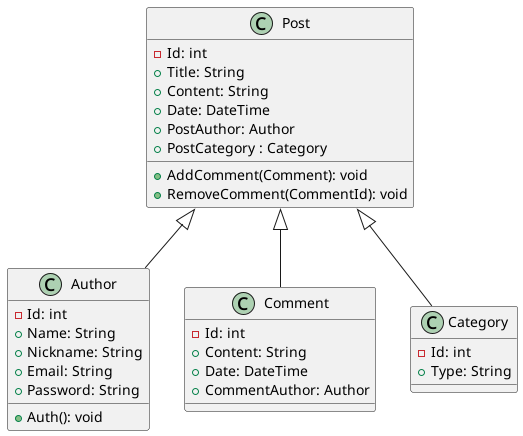 C Post
Id: int
Title: String
Content: String
Date: DateTime
PostAuthor: Author
PostCategory : Category
AddComment(Comment): void
RemoveComment(CommentId): void
C Author
Id: int
Name: String
Nickname: String
Email: String
Password: String
Auth(): void
C Comment
Id: int
Content: String
Date: DateTime
CommentAuthor: Author
C Category
Id: int
Type: String